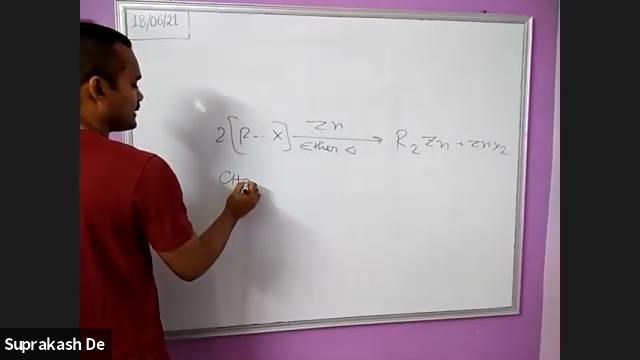 18/06/21
2[R-X] Zn Ether Δ → R₂Zn + ZnX₂
CH₃
Suprakash De